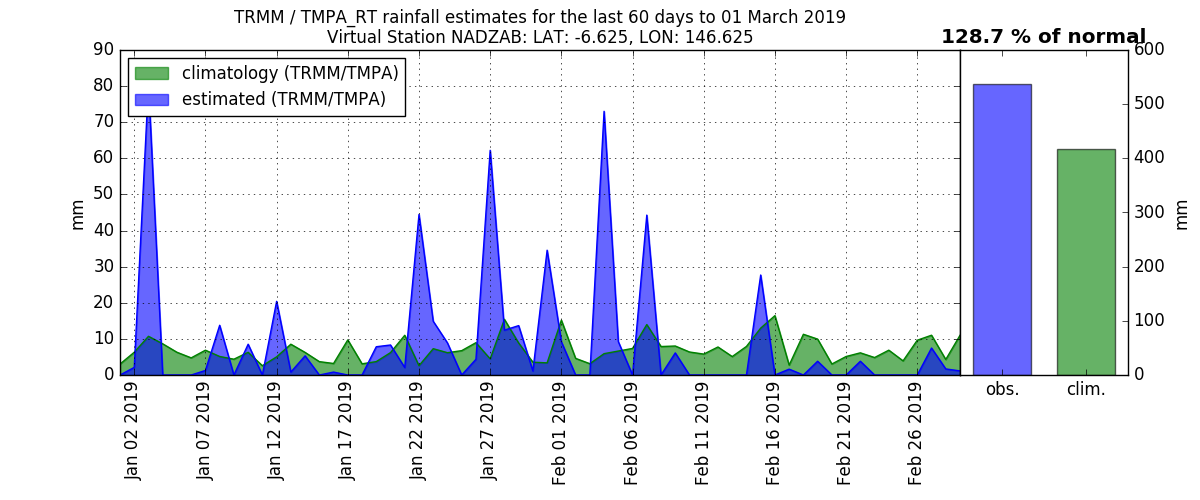 TRMM / TMPA_RT rainfall estimates for the last 60 days to 01 March 2019
Virtual Station NADZAB: LAT: -6.625, LON: 146.625
128.7 % of normal
climatology (TRMM/TMPA)
estimated (TRMM/TMPA)
90
80
70
60
50
40
30
20
10
0
mm
600
500
400
300
200
100
0
mm
Jan 02 2019
Jan 07 2019
Jan 12 2019
Jan 17 2019
Jan 22 2019
Jan 27 2019
Feb 01 2019
Feb 06 2019
Feb 11 2019
Feb 16 2019
Feb 21 2019
Feb 26 2019
obs.
clim.